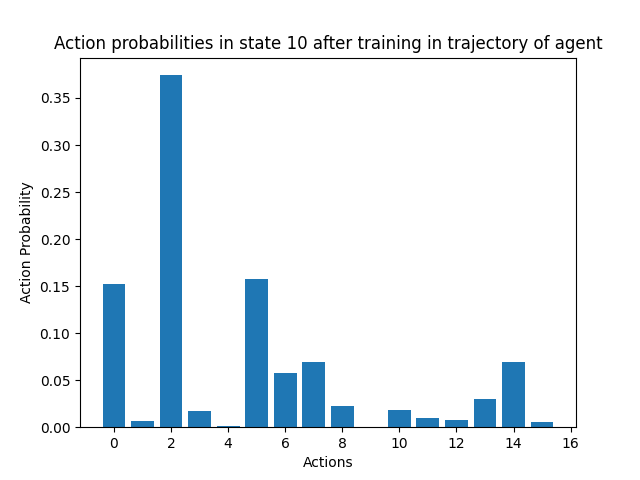 Action probabilities in state 10 after training in trajectory of agent
0.35
0.30
0.25
0.20
0.15
0.10
0.05
0.00
Action Probability
0 2 4 6 8 10 12 14 16
Actions